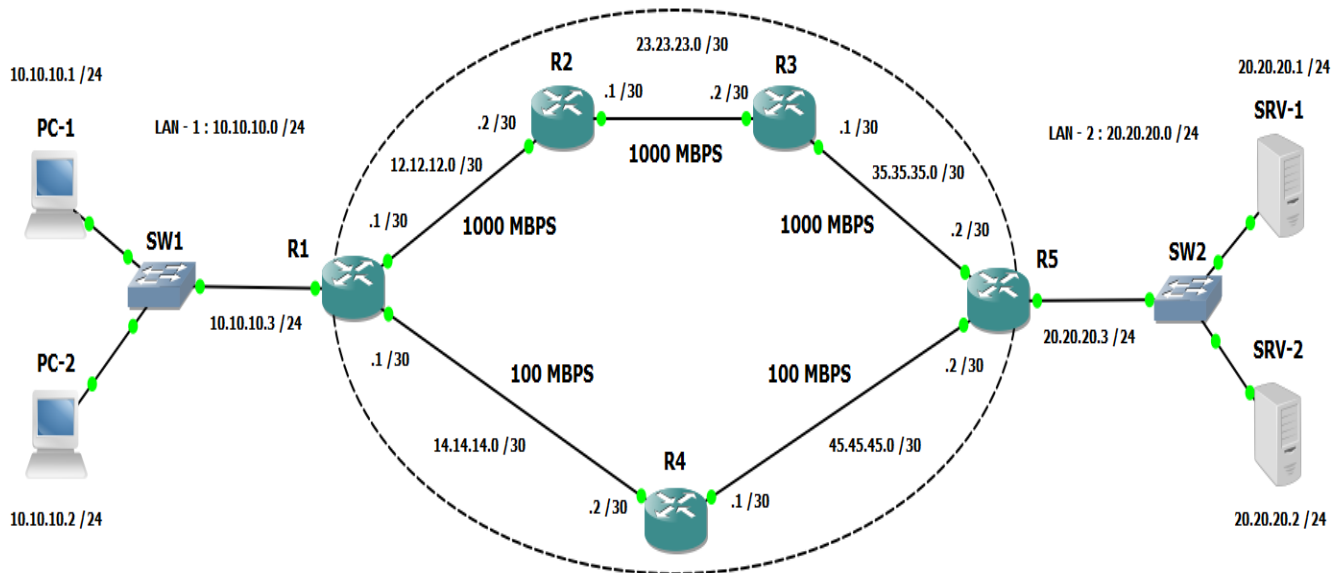 23.23.23.0 /30
R2
R3
10.10.10.1 /24
20.20.20.1 /24
.1 /30
.2 /30
PC-1
SRV-1
LAN - 1 : 10.10.10.0 /24
.2 /30
.1 /30
LAN - 2 : 20.20.20.0 /24
1000 MBPS
12.12.12.0 /30
35.35.35.0 /30
.1 /30
1000 MBPS
1000 MBPS
.2 /30
SW1
R1
R5
SW2
10.10.10.3 /24
20.20.20.3 /24
PC-2
.1 /30
100 MBPS
100 MBPS
.2 /30
SRV-2
14.14.14.0 /30
45.45.45.0 /30
R4
.2 /30
.1 /30
10.10.10.2 /24
20.20.20.2 /24